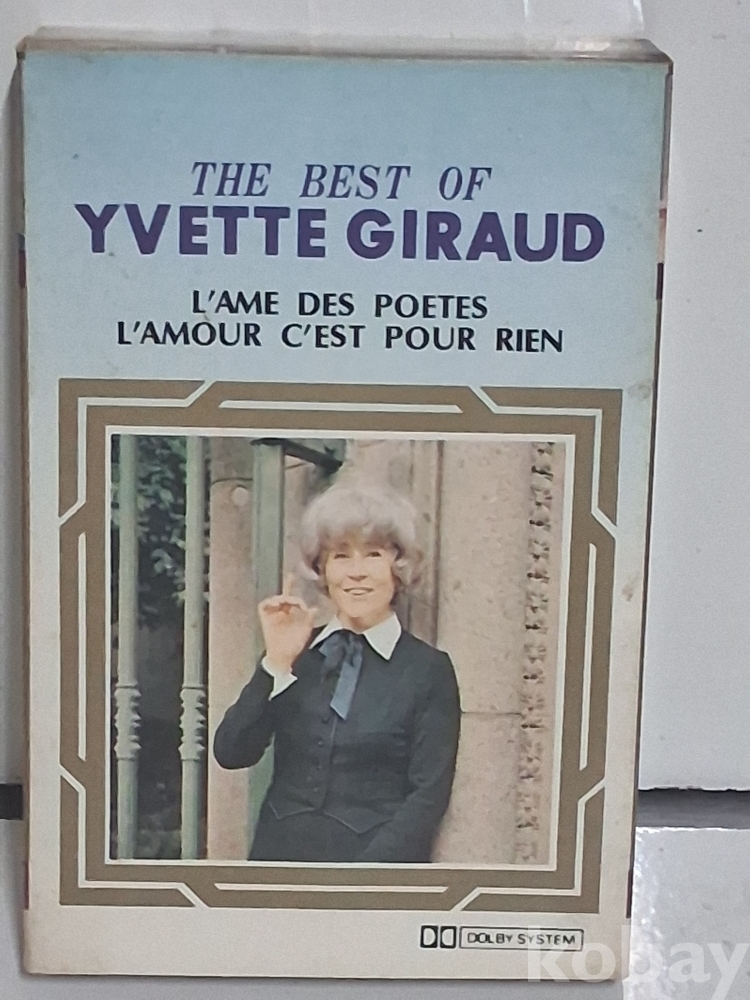 THE BEST OF
YVETTE GIRAUD
L'AME DES POETES
L'AMOUR C'EST POUR RIEN
DOLBY SYSTEM
kobay